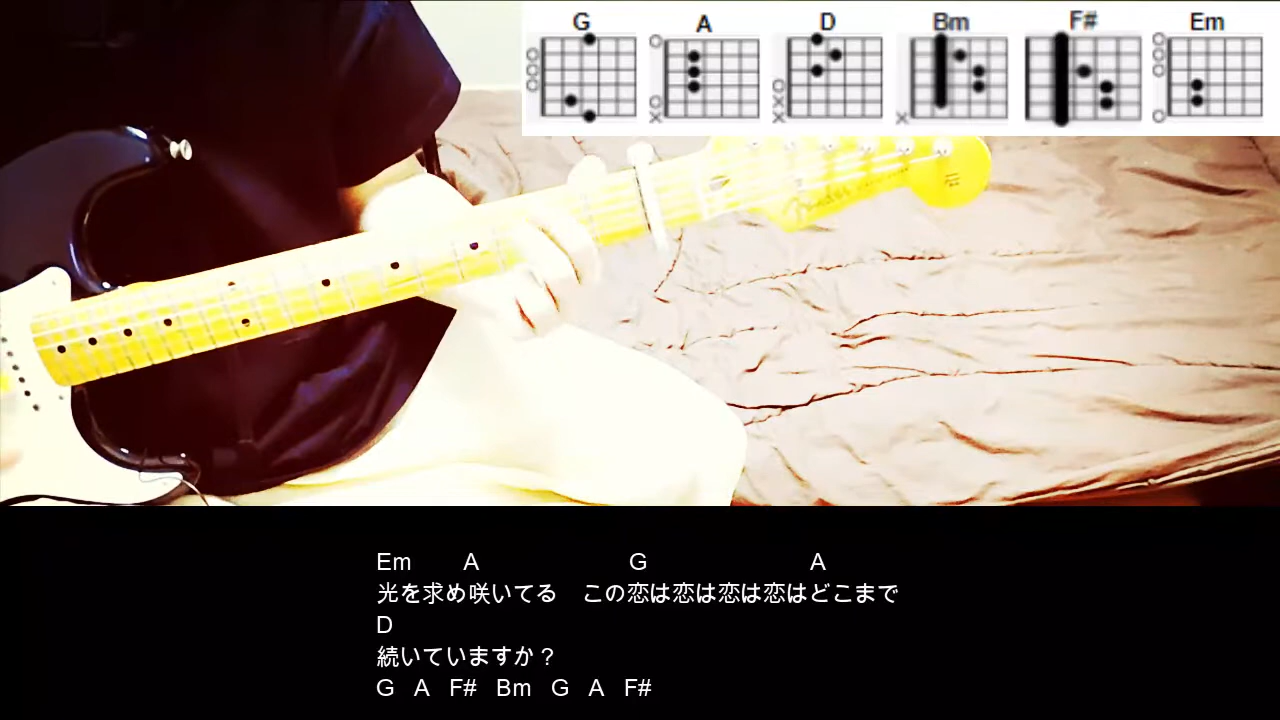 G A D Bm F# Em
Fender
Em A G A
光を求め咲いてる この恋は恋は恋は恋はどこまで
D
続いていますか？
G A F# Bm G A F#